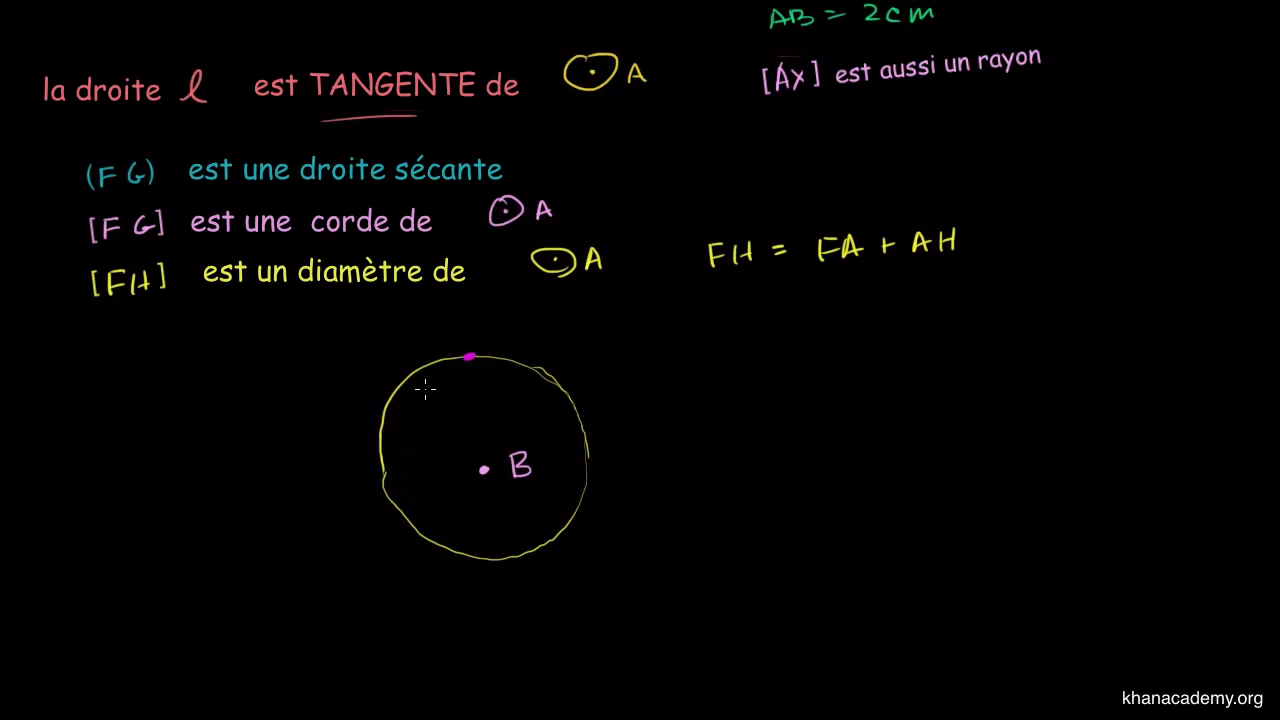 AB = 2cm
[AX] est aussi un rayon
la droite l est TANGENTE de ⊙ A
(FG) est une droite sécante
[FG] est une corde de ⊙ A
[FH] est un diamètre de ⊙ A
FH = FA + AH
B
khanacademy.org